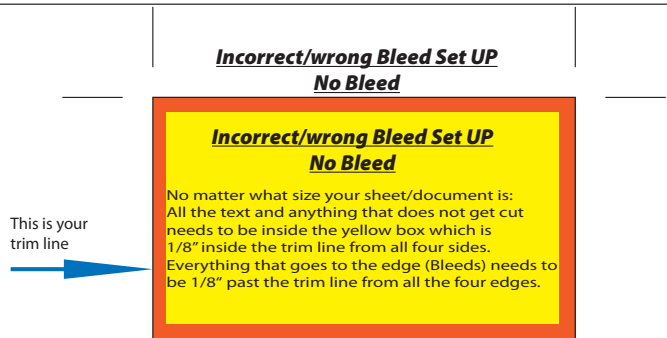 Incorrect/wrong Bleed Set UP
No Bleed
Incorrect/wrong Bleed Set UP
No Bleed
No matter what size your sheet/document is:
All the text and anything that does not get cut
needs to be inside the yellow box which is
1/8” inside the trim line from all four sides.
Everything that goes to the edge (Bleeds) needs to
be 1/8“ past the trim line from all the four edges.
This is your
trim line